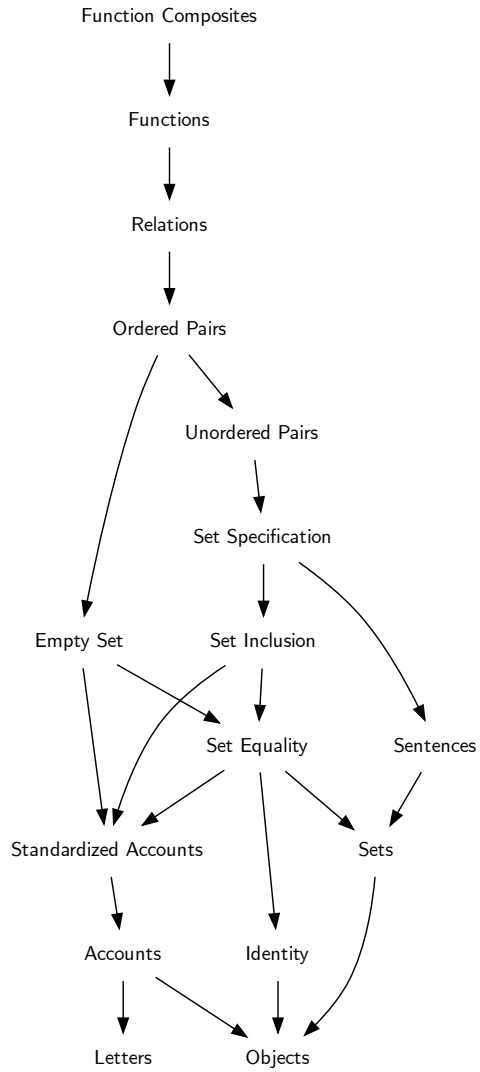 Function Composites
Functions
Relations
Ordered Pairs
Unordered Pairs
Set Specification
Empty Set
Set Inclusion
Set Equality
Sentences
Standardized Accounts
Sets
Accounts
Identity
Letters
Objects